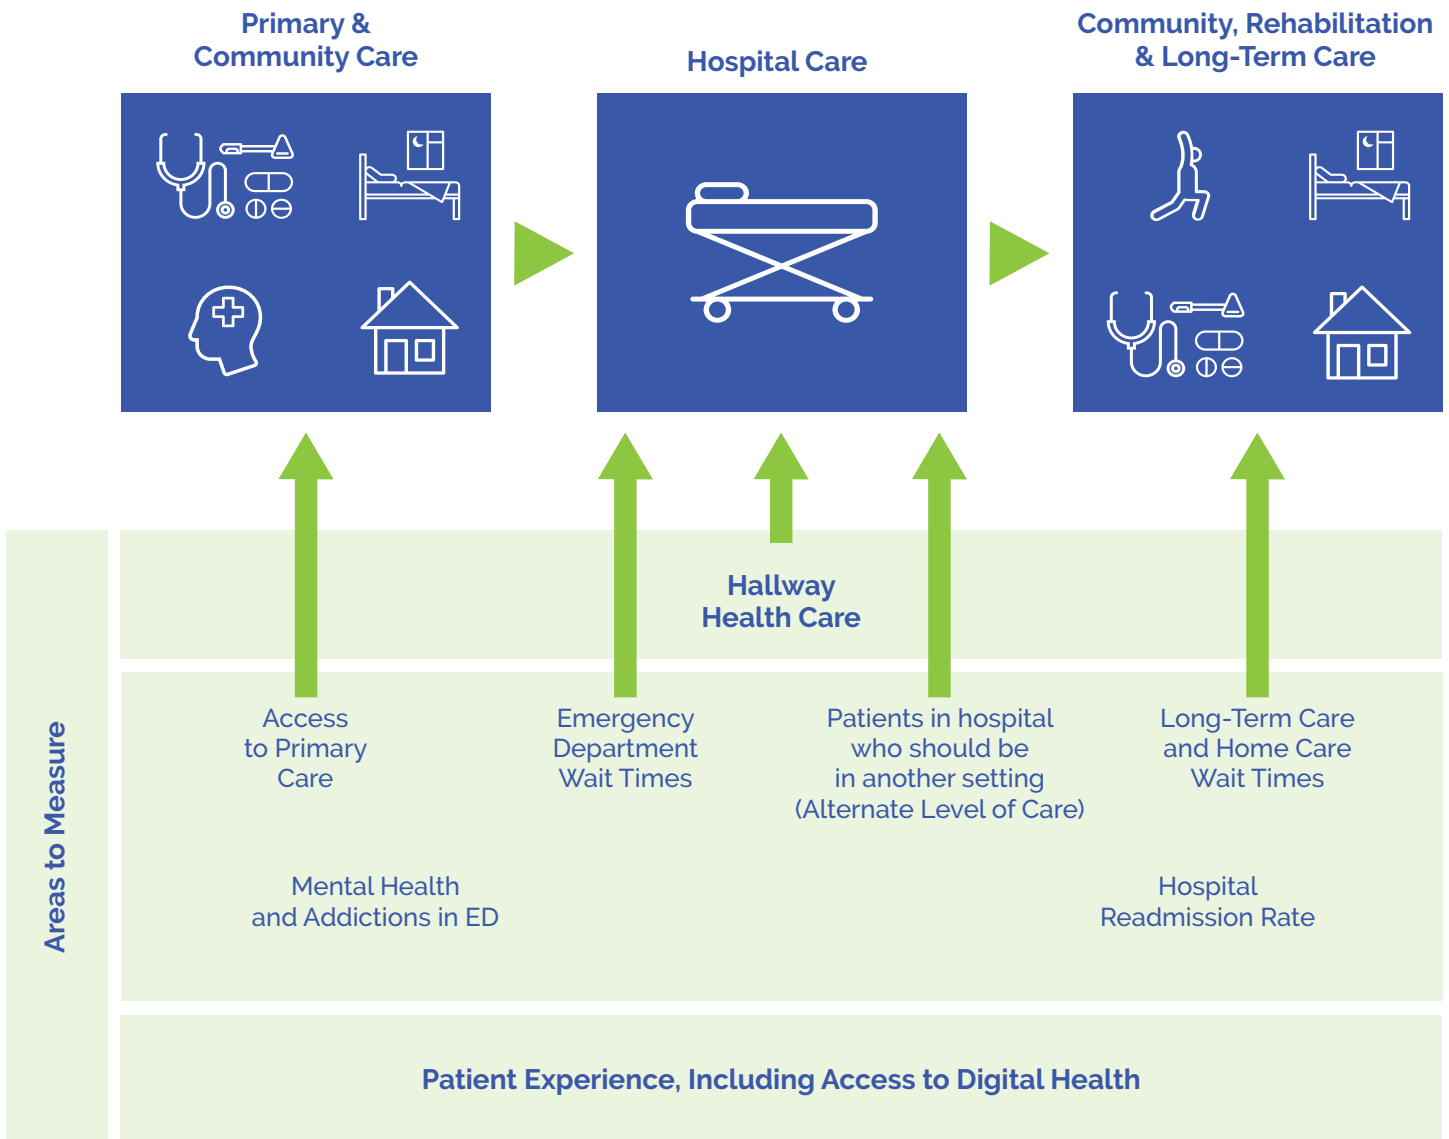 Primary &
Community Care
Hospital Care
Community, Rehabilitation
& Long-Term Care
Areas to Measure
Hallway
Health Care
Access
to Primary
Care
Emergency
Department
Wait Times
Patients in hospital
who should be
in another setting
(Alternate Level of Care)
Long-Term Care
and Home Care
Wait Times
Mental Health
and Addictions in ED
Hospital
Readmission Rate
Patient Experience, Including Access to Digital Health